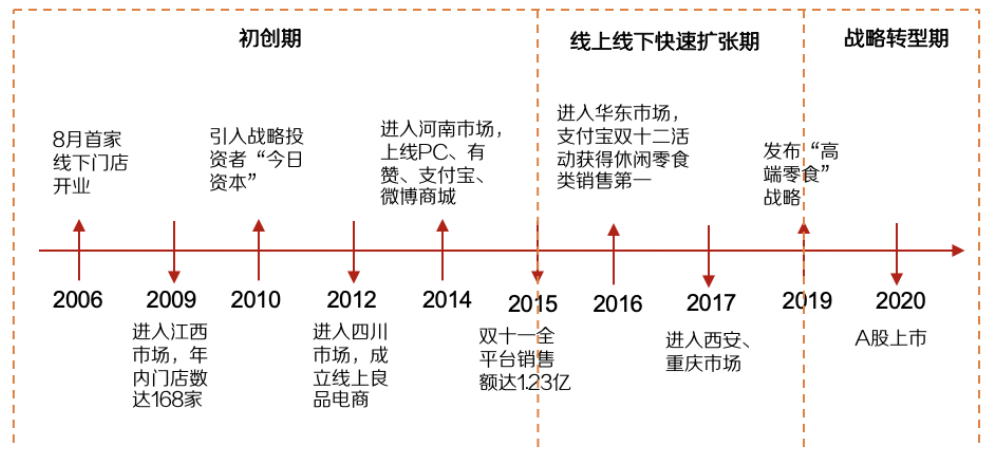 初创期
线上线下快速扩张期
战略转型期
8月首家
线下门店
开业
引入战略投
资者“今日
资本”
进入河南市场，
上线PC、有
赞、支付宝、
微博商城
进入华东市场，
支付宝双十二活
动获得休闲零食
类销售第一
发布“高
端零食”
战略
2006
2009
2010
2012
2014
2015
2016
2017
2019
2020
进入江西
市场，年
内门店数
达168家
进入四川
市场，成
立线上良
品电商
双十一全
平台销售
额达1.23亿
进入西安、
重庆市场
A股上市